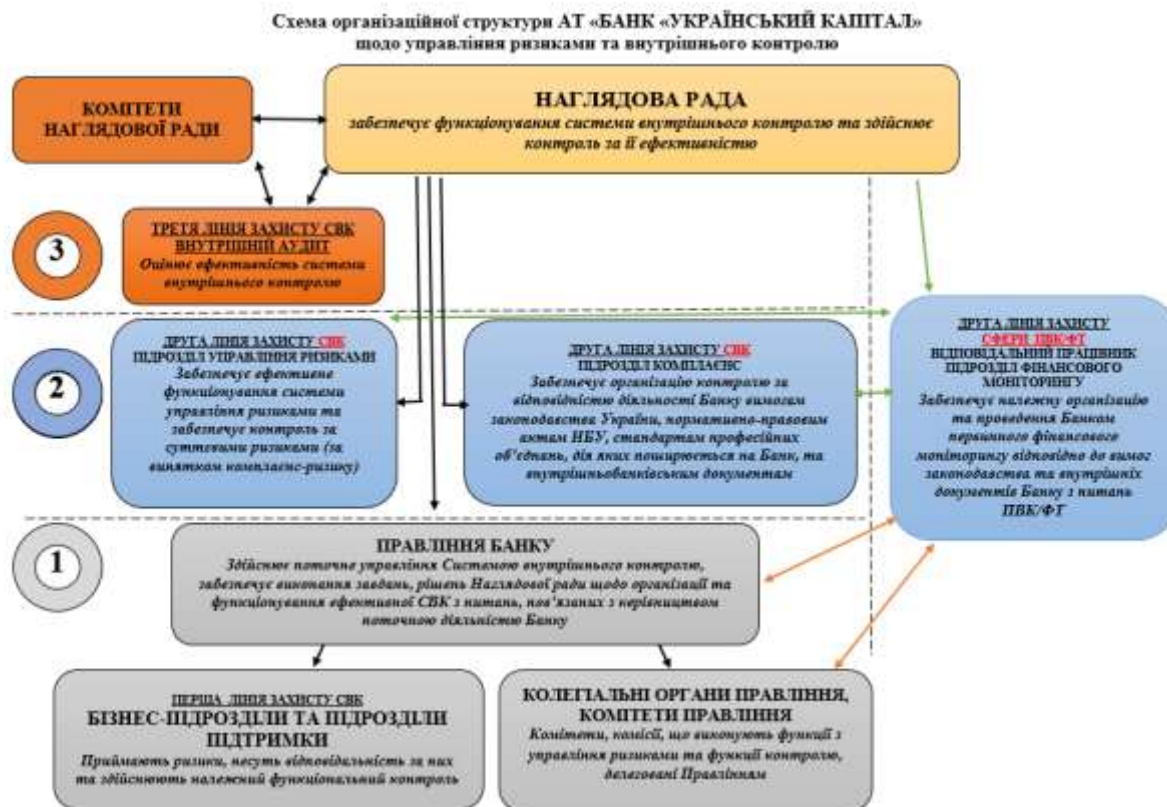 Схема організаційної структури АТ «БАНК «УКРАЇНСЬКИЙ КАПІТАЛ»
щодо управління ризиками та внутрішнього контролю
КОМІТЕТИ
НАГЛЯДОВОЇ РАДИ
НАГЛЯДОВА РАДА
забезпечує функціонування системи внутрішнього контролю та здійснює
контроль за її ефективністю
3
ТРЕТЯ ЛІНІЯ ЗАХИСТУ СВК
ВНУТРІШНІЙ АУДИТ
Оцінює ефективність системи
внутрішнього контролю
2
ДРУГА ЛІНІЯ ЗАХИСТУ СВК
ПІДРОЗДІЛ УПРАВЛІННЯ РИЗИКАМИ
Забезпечує ефективне
функціонування системи
управління ризиками та
забезпечує контроль за
суттєвими ризиками (за
винятком комплаєнс-ризику)
ДРУГА ЛІНІЯ ЗАХИСТУ СВК
ПІДРОЗДІЛ КОМПЛАЄНС
Забезпечує організацію контролю за
відповідністю діяльності Банку вимогам
законодавства України, нормативно-правовим
актам НБУ, стандартам професійних
об'єднань, дія яких поширюється на Банк, та
внутрішньобанківським документам
ДРУГА ЛІНІЯ ЗАХИСТУ
СФЕРИ ПВК/ФТ
ВІДПОВІДАЛЬНИЙ ПРАЦІВНИК
ПІДРОЗДІЛ ФІНАНСОВОГО
МОНІТОРИНГУ
Забезпечує належну організацію
та проведення Банком
первинного фінансового
моніторингу відповідно до вимог
законодавства та внутрішніх
документів Банку з питань
ПВК/ФТ
1
ПРАВЛІННЯ БАНКУ
Здійснює поточне управління Системою внутрішнього контролю,
забезпечує виконання завдань, рішень Наглядової ради щодо організації та
функціонування ефективної СВК з питань, пов'язаних з керівництвом
поточною діяльністю Банку
ПЕРША ЛІНІЯ ЗАХИСТУ СВК
БІЗНЕС-ПІДРОЗДІЛИ ТА ПІДРОЗДІЛИ
ПІДТРИМКИ
Приймають ризики, несуть відповідальність за них
та здійснюють належний функціональний контроль
КОЛЕГІАЛЬНІ ОРГАНИ ПРАВЛІННЯ,
КОМІТЕТИ ПРАВЛІННЯ
Комітети, комісії, що виконують функції з
управління ризиками та функції контролю,
делеговані Правлінням